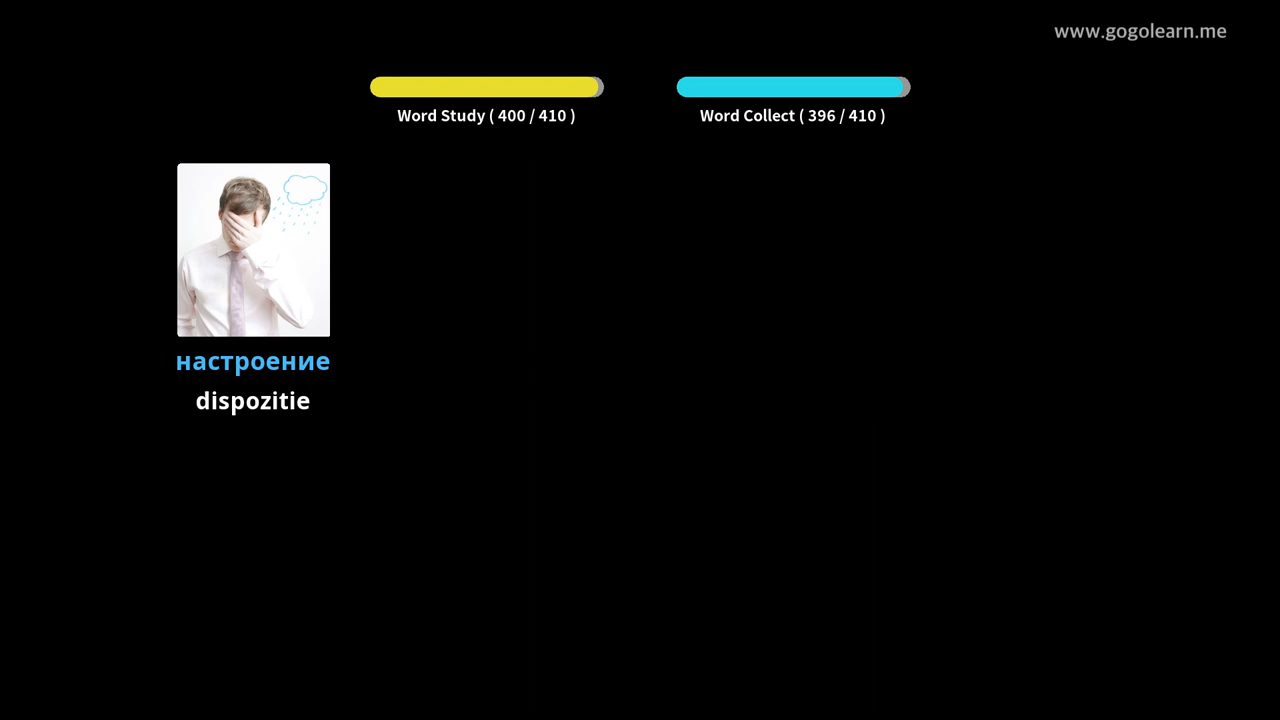 www.gogolearn.me
Word Study ( 400 / 410 )
Word Collect ( 396 / 410 )
настроение
dispozitie